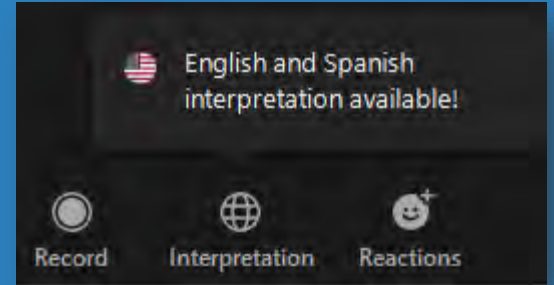 English and Spanish
interpretation available!
Record
Interpretation
Reactions